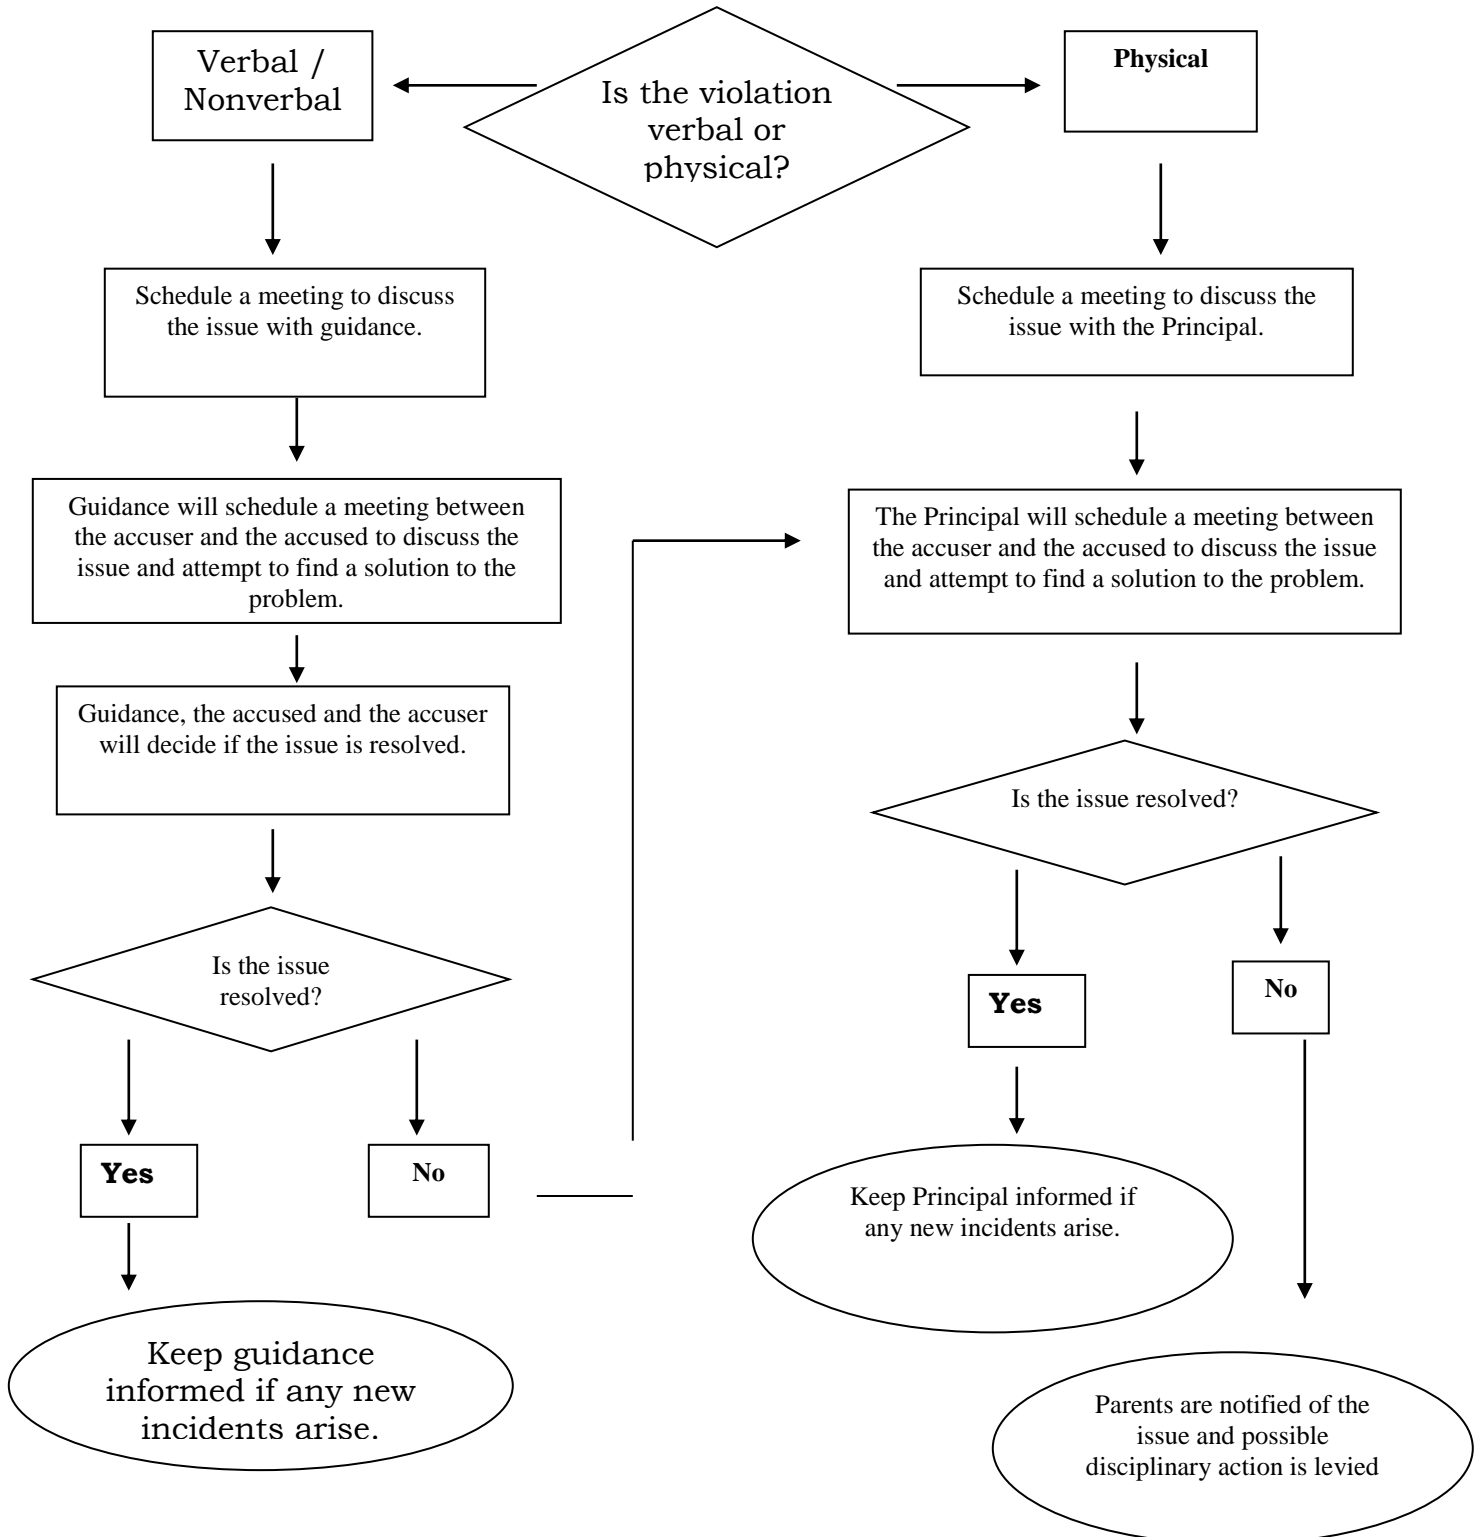 Verbal /
Nonverbal
Is the violation
verbal or
physical?
Physical
Schedule a meeting to discuss
the issue with guidance.
Schedule a meeting to discuss the
issue with the Principal.
Guidance will schedule a meeting between
the accuser and the accused to discuss the
issue and attempt to find a solution to the
problem.
The Principal will schedule a meeting between
the accuser and the accused to discuss the issue
and attempt to find a solution to the problem.
Guidance, the accused and the accuser
will decide if the issue is resolved.
Is the issue resolved?
Is the issue
resolved?
Yes
No
Yes
No
Keep Principal informed if
any new incidents arise.
Keep guidance
informed if any new
incidents arise.
Parents are notified of the
issue and possible
disciplinary action is levied